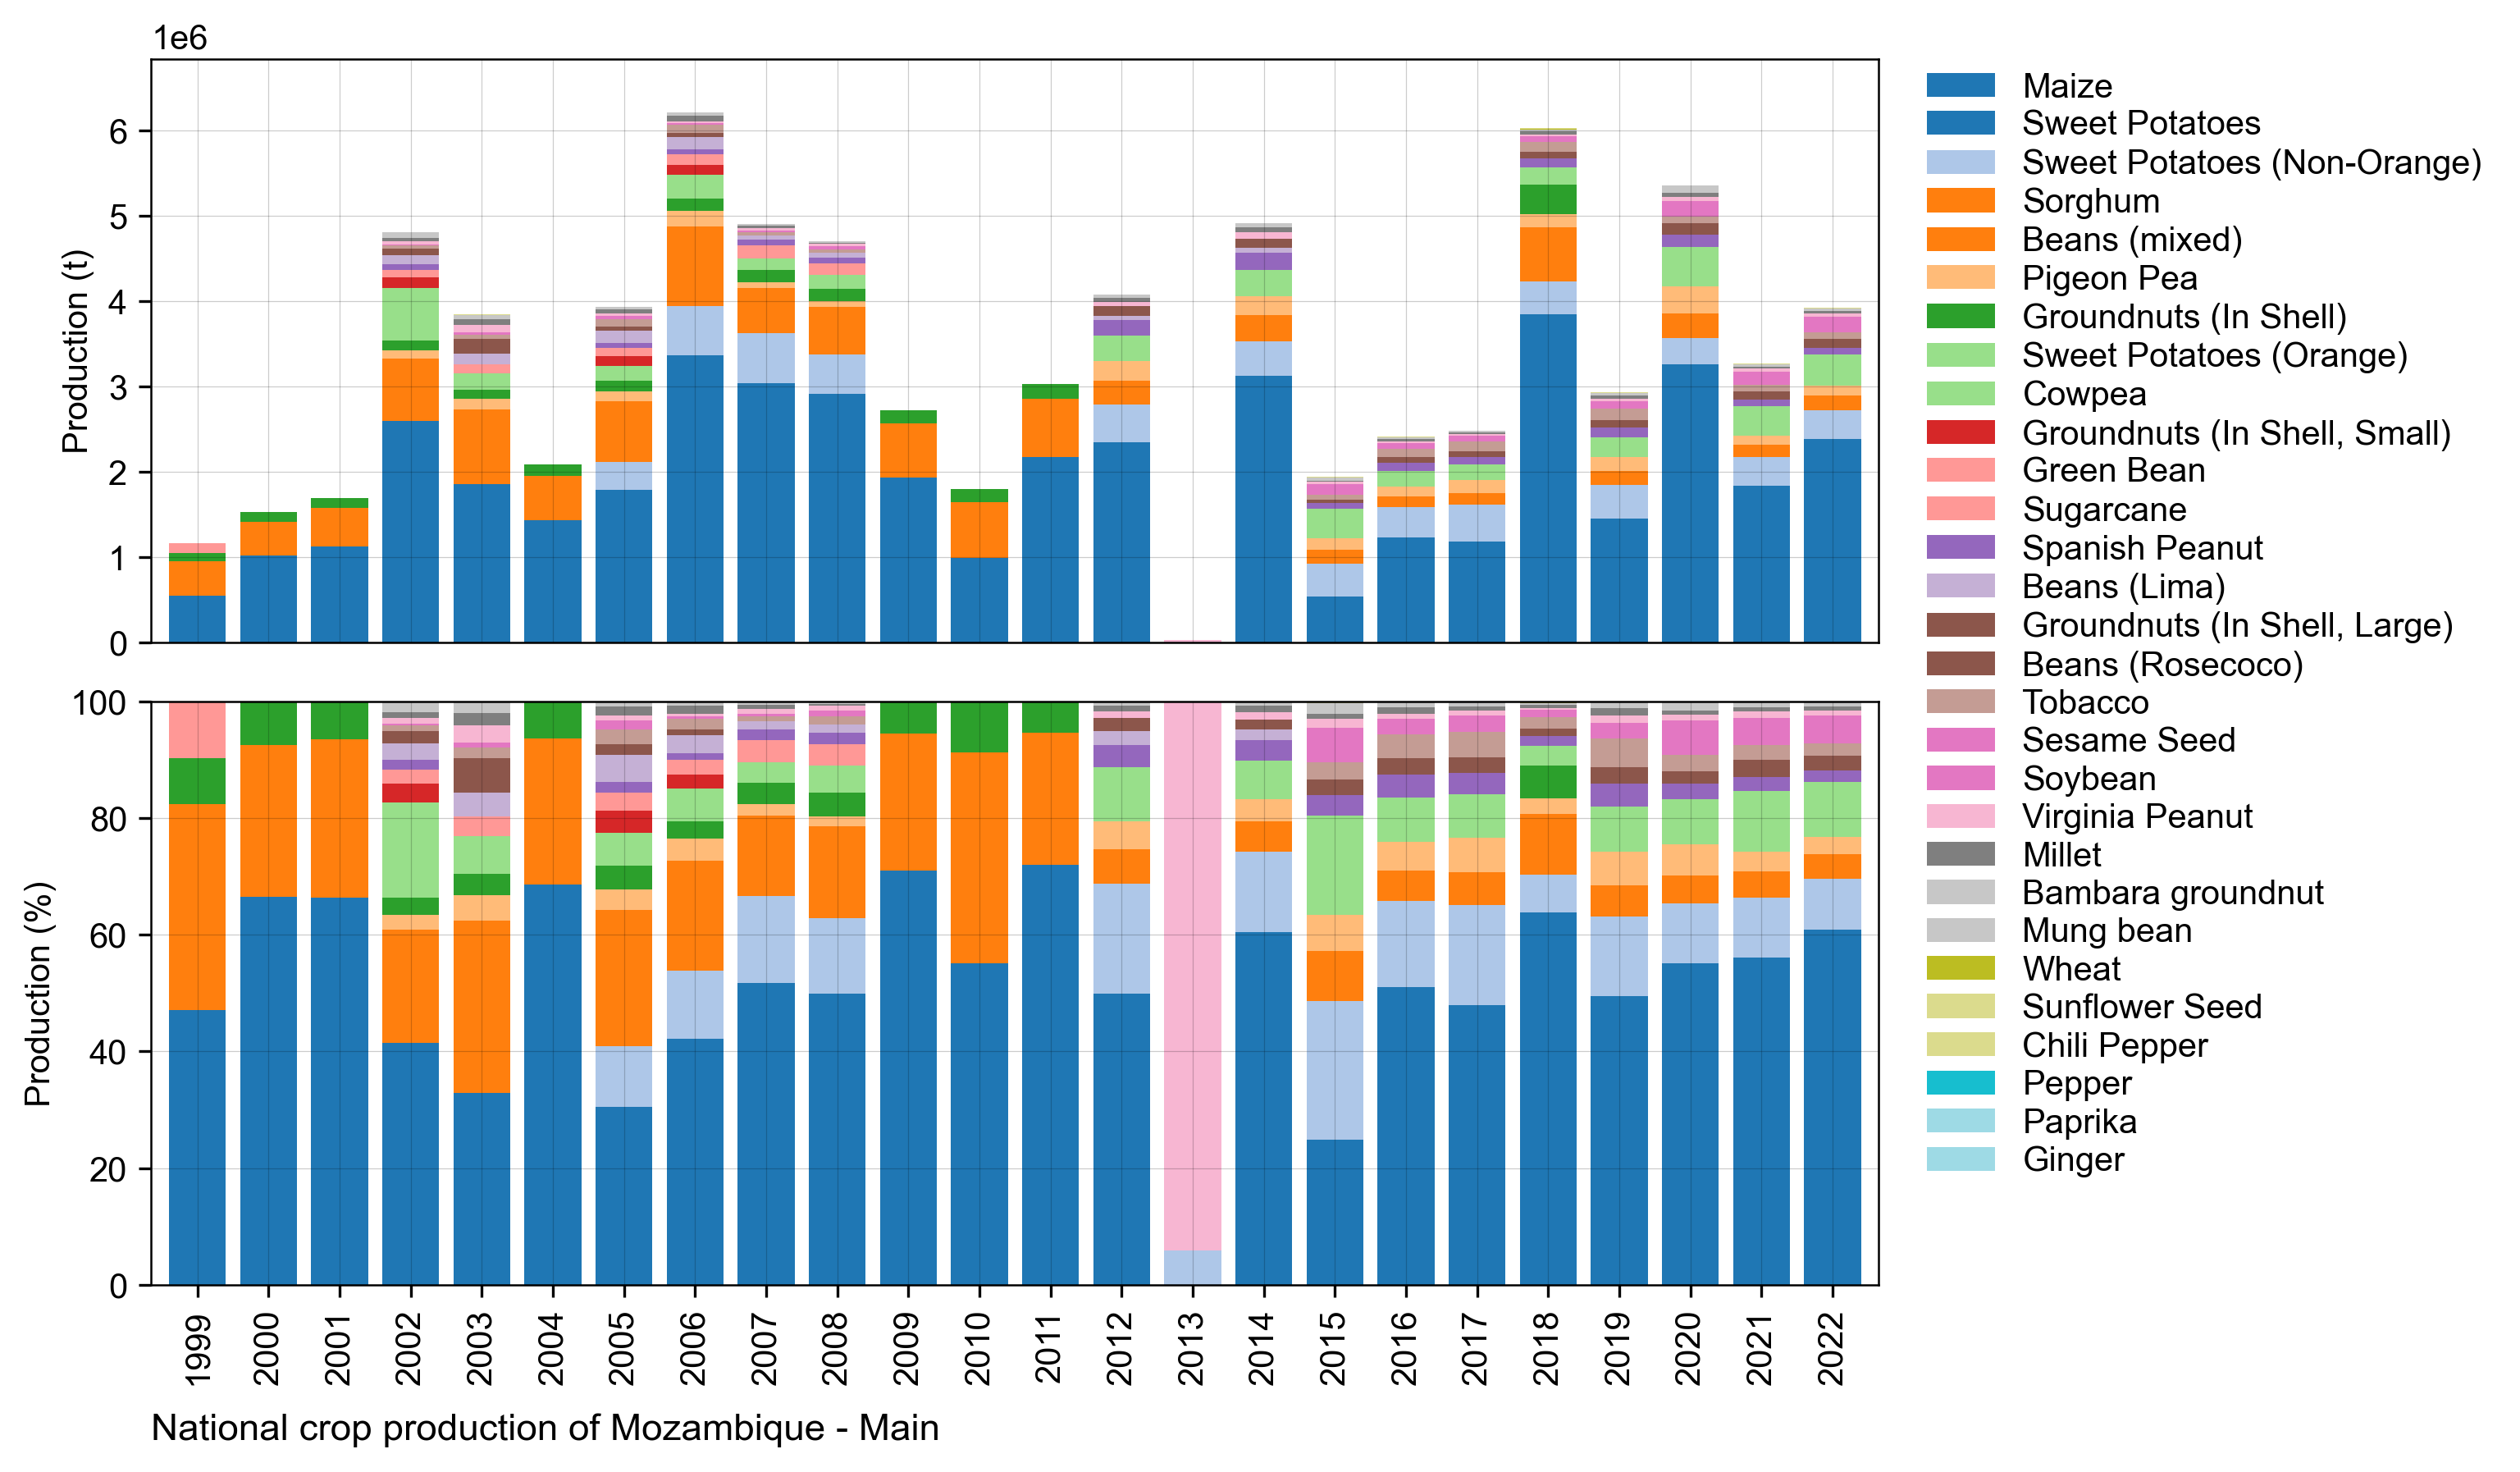 1e6
Production (t)
6
5
4
3
2
1
0
Production (%)
100
80
60
40
20
0
1999
2000
2001
2002
2003
2004
2005
2006
2007
2008
2009
2010
2011
2012
2013
2014
2015
2016
2017
2018
2019
2020
2021
2022
National crop production of Mozambique - Main
Maize
Sweet Potatoes
Sweet Potatoes (Non-Orange)
Sorghum
Beans (mixed)
Pigeon Pea
Groundnuts (In Shell)
Sweet Potatoes (Orange)
Cowpea
Groundnuts (In Shell, Small)
Green Bean
Sugarcane
Spanish Peanut
Beans (Lima)
Groundnuts (In Shell, Large)
Beans (Rosecoco)
Tobacco
Sesame Seed
Soybean
Virginia Peanut
Millet
Bambara groundnut
Mung bean
Wheat
Sunflower Seed
Chili Pepper
Pepper
Paprika
Ginger